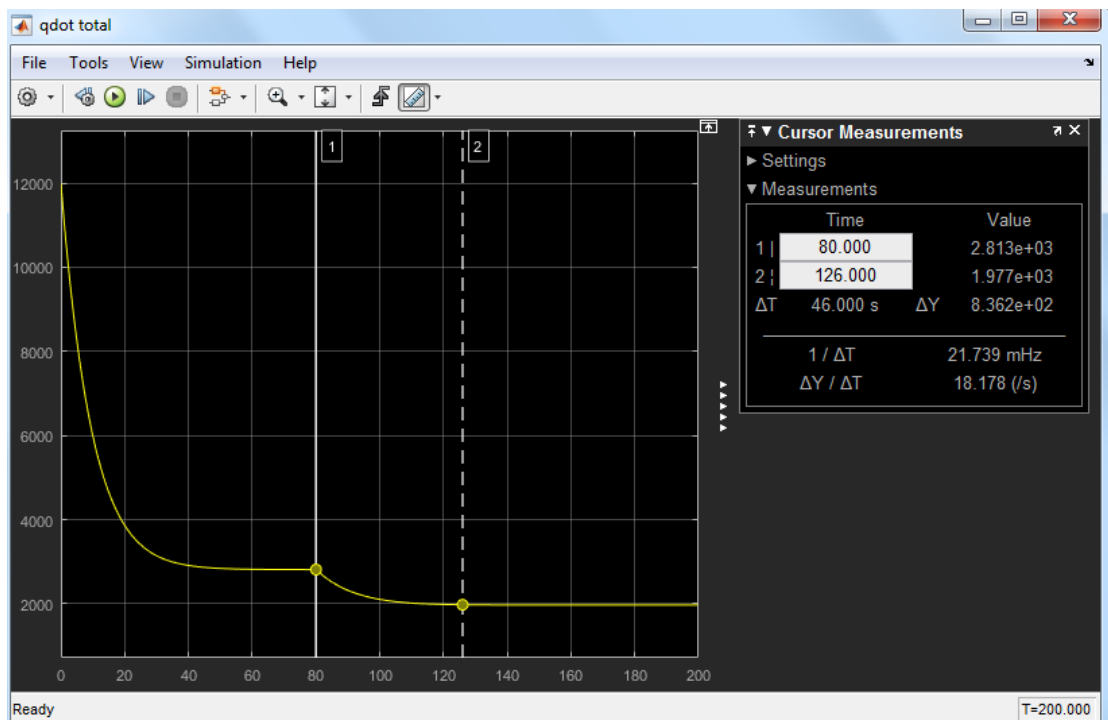 qdot total
File Tools View Simulation Help
1
2
12000
10000
8000
6000
4000
2000
0 20 40 60 80 100 120 140 160 180 200
Cursor Measurements
Settings
Measurements
Time Value
1 | 80.000 2.813e+03
2 ¦ 126.000 1.977e+03
ΔT 46.000 s ΔY 8.362e+02
1 / ΔT 21.739 mHz
ΔY / ΔT 18.178 (/s)
Ready T=200.000